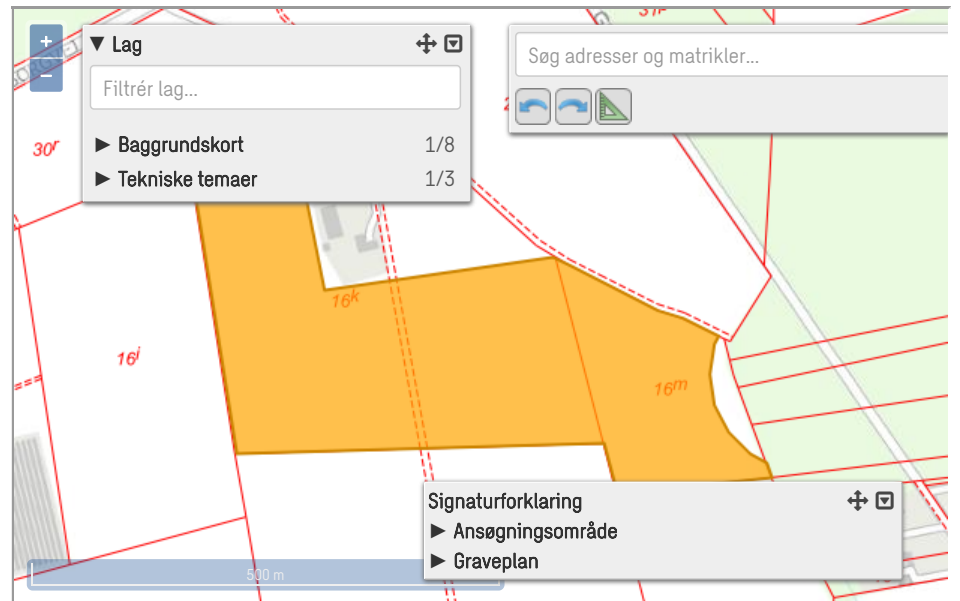 +
−
▼ Lag
Filtrér lag...
▶ Baggrundskort 1/8
▶ Tekniske temaer 1/3
Søg adresser og matrikler...
30r
16k
16i
16m
Signaturforklaring
▶ Ansøgningsområde
▶ Graveplan
500 m